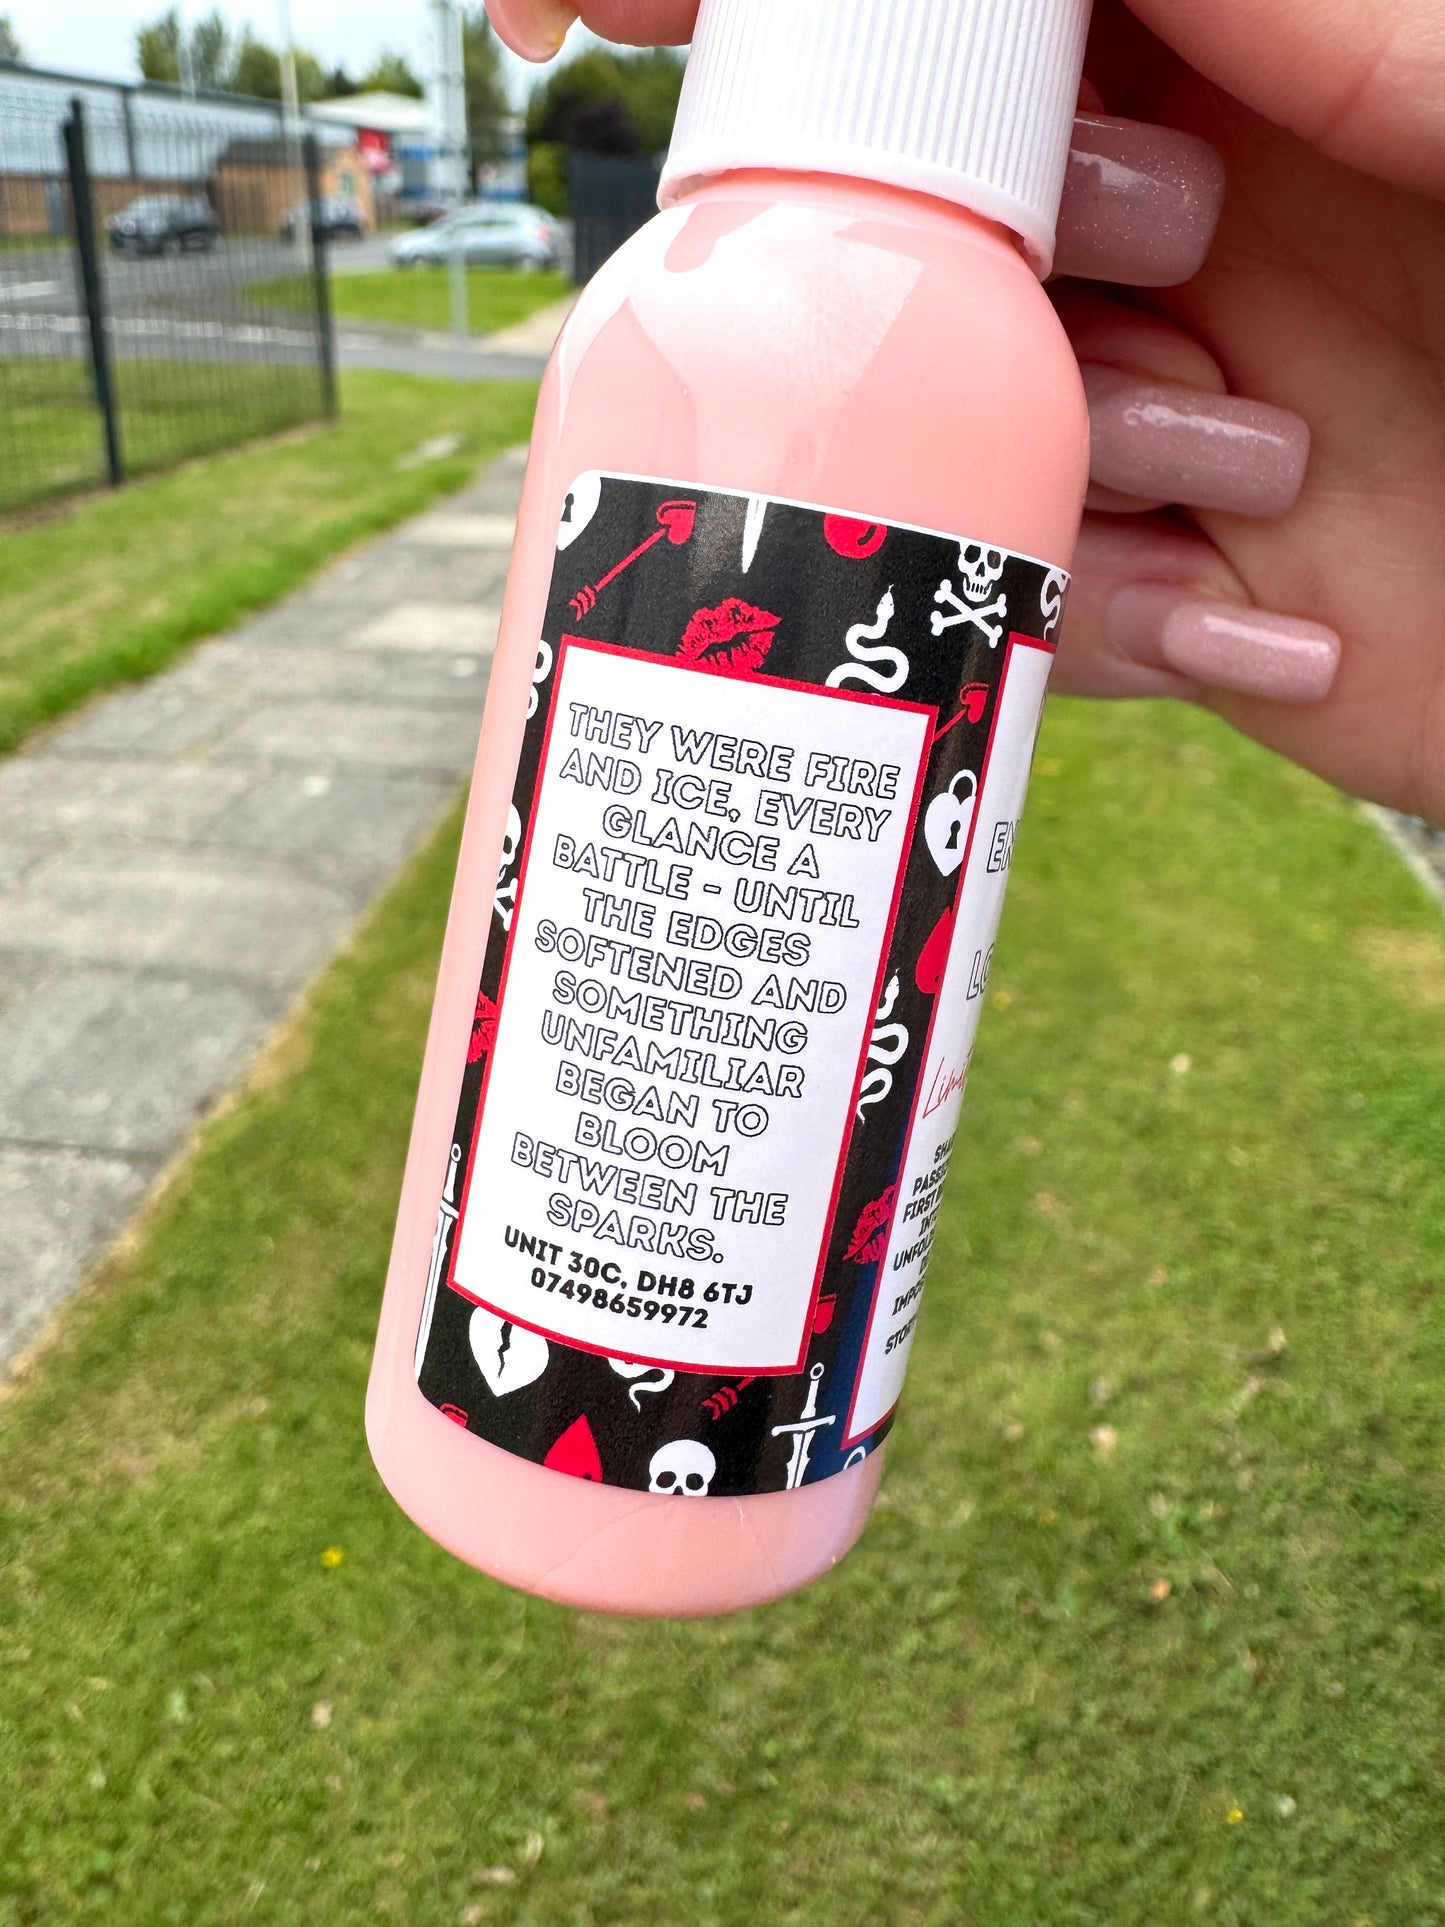 THEY WERE FIRE
AND ICE, EVERY
GLANCE A
BATTLE - UNTIL
THE EDGES
SOFTENED AND
SOMETHING
UNFAMILIAR
BEGAN TO
BLOOM
BETWEEN THE
SPARKS.
UNIT 30C, DH8 6TJ
07498659972